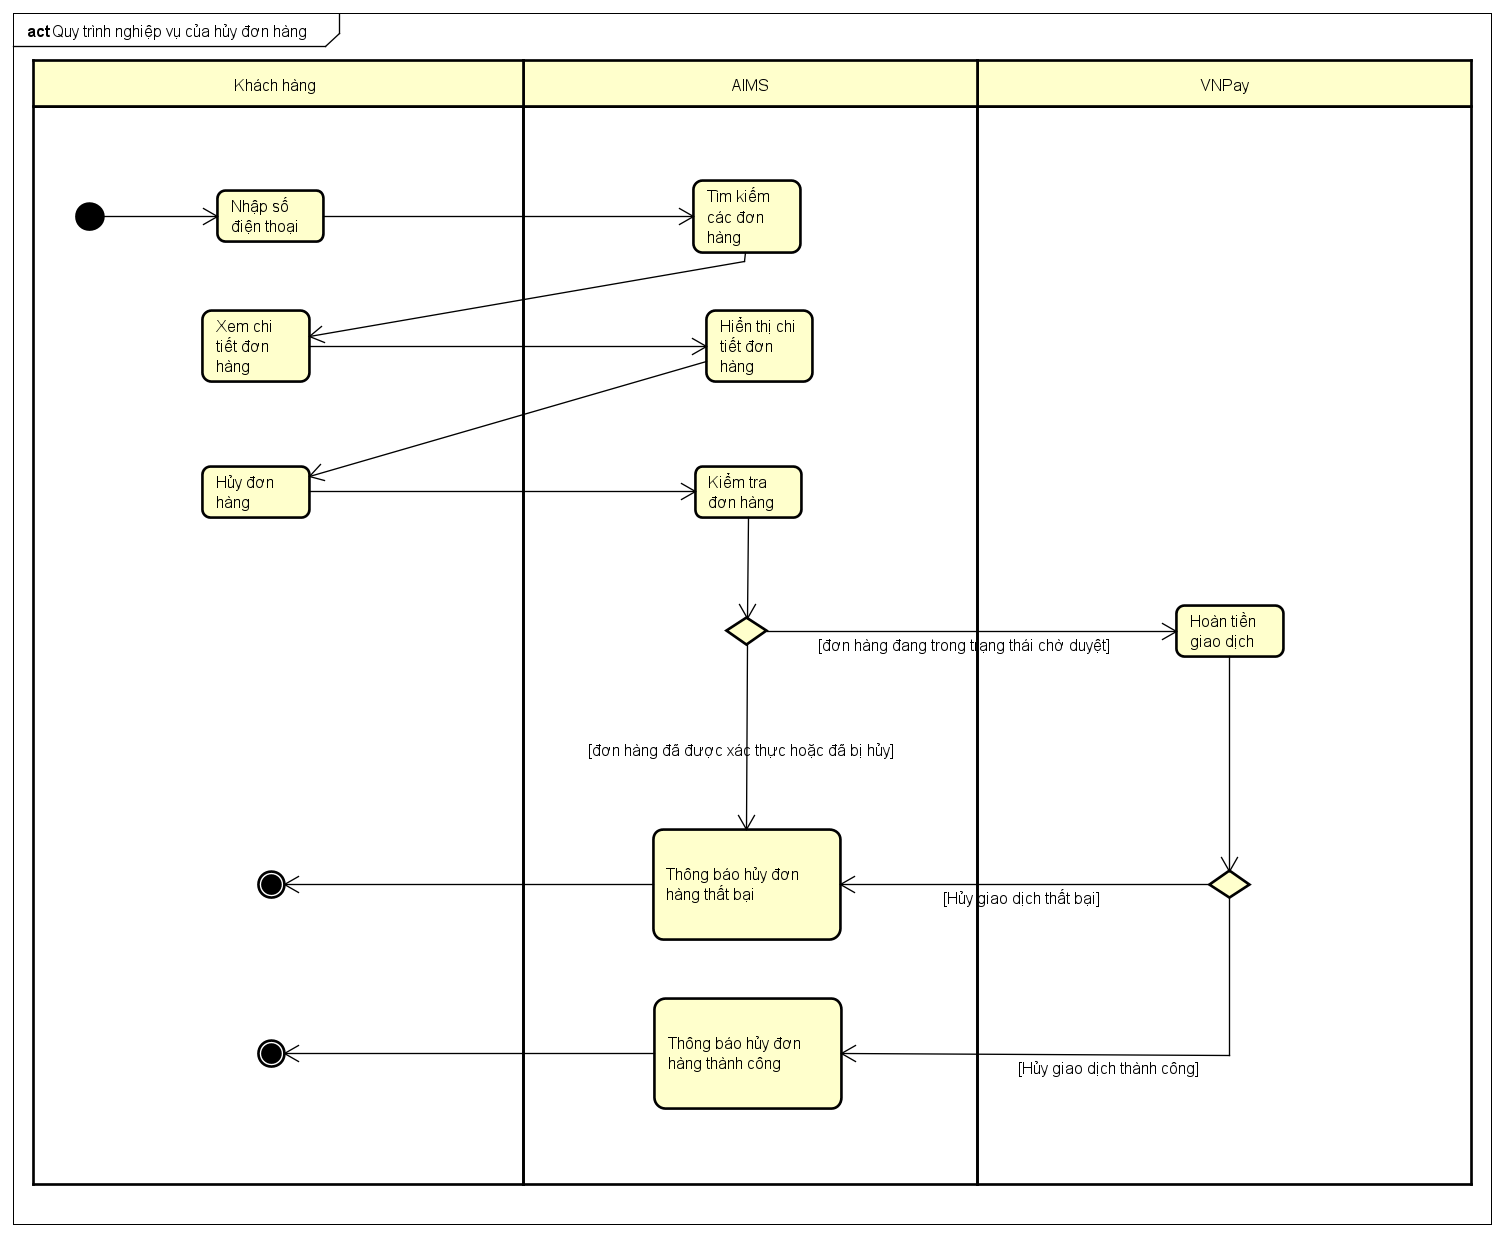 act Quy trình nghiệp vụ của hủy đơn hàng
Khách hàng
AIMS
VNPay
Nhập số
điện thoại
Tìm kiếm
các đơn
hàng
Xem chi
tiết đơn
hàng
Hiển thị chi
tiết đơn
hàng
Hủy đơn
hàng
Kiểm tra
đơn hàng
Hoàn tiền
giao dịch
[đơn hàng đang trong trạng thái chờ duyệt]
[đơn hàng đã được xác thực hoặc đã bị hủy]
Thông báo hủy đơn
hàng thất bại
[Hủy giao dịch thất bại]
Thông báo hủy đơn
hàng thành công
[Hủy giao dịch thành công]